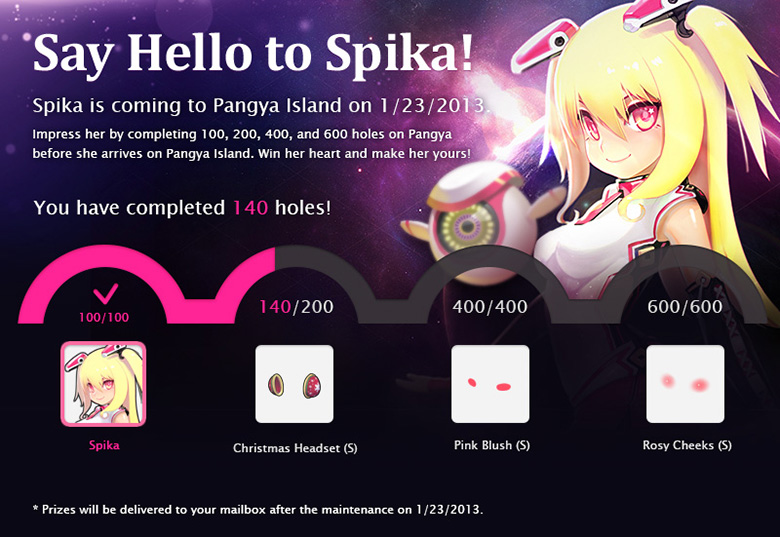 Say Hello to Spika!
Spika is coming to Pangya Island on 1/23/2013.
Impress her by completing 100, 200, 400, and 600 holes on Pangya
before she arrives on Pangya Island. Win her heart and make her yours!
You have completed 140 holes!
100/100
140/200
400/400
600/600
Spika
Christmas Headset (S)
Pink Blush (S)
Rosy Cheeks (S)
* Prizes will be delivered to your mailbox after the maintenance on 1/23/2013.